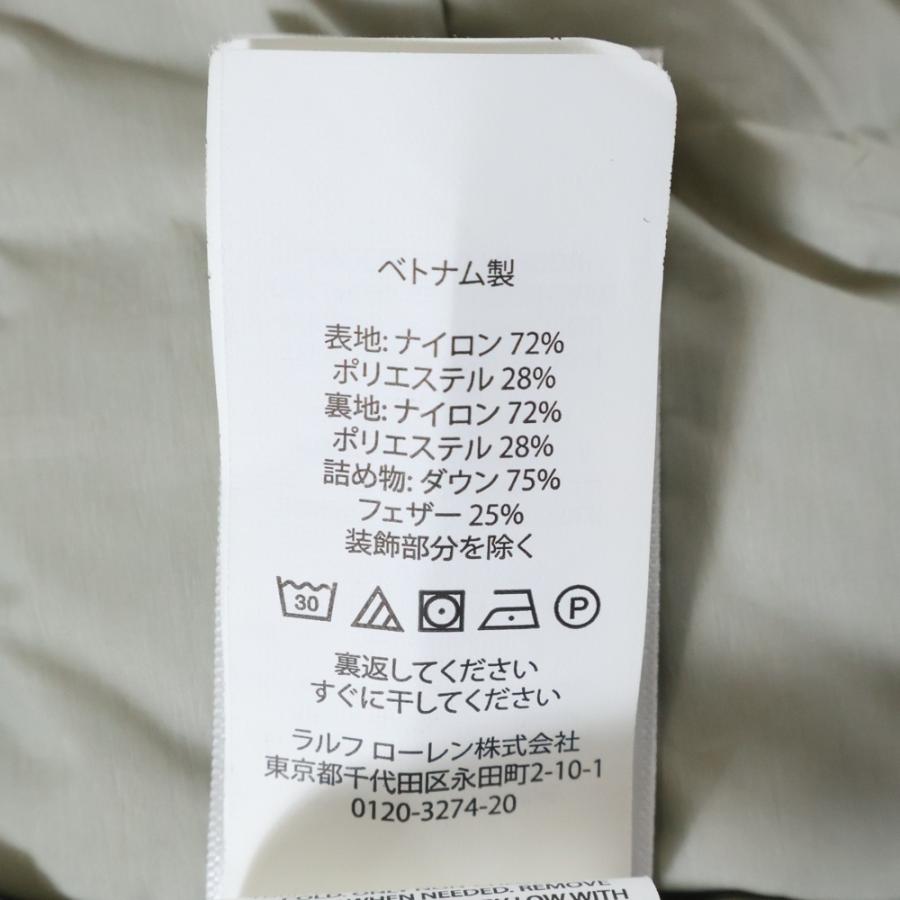 ベトナム製
表地: ナイロン 72%
ポリエステル 28%
裏地: ナイロン 72%
ポリエステル 28%
詰め物: ダウン 75%
フェザー 25%
装飾部分を除く
30
P
裏返してください
すぐに干してください
ラルフ ローレン株式会社
東京都千代田区永田町2-10-1
0120-3274-20
WHEN NEEDED. REMOVE
LOW WITH